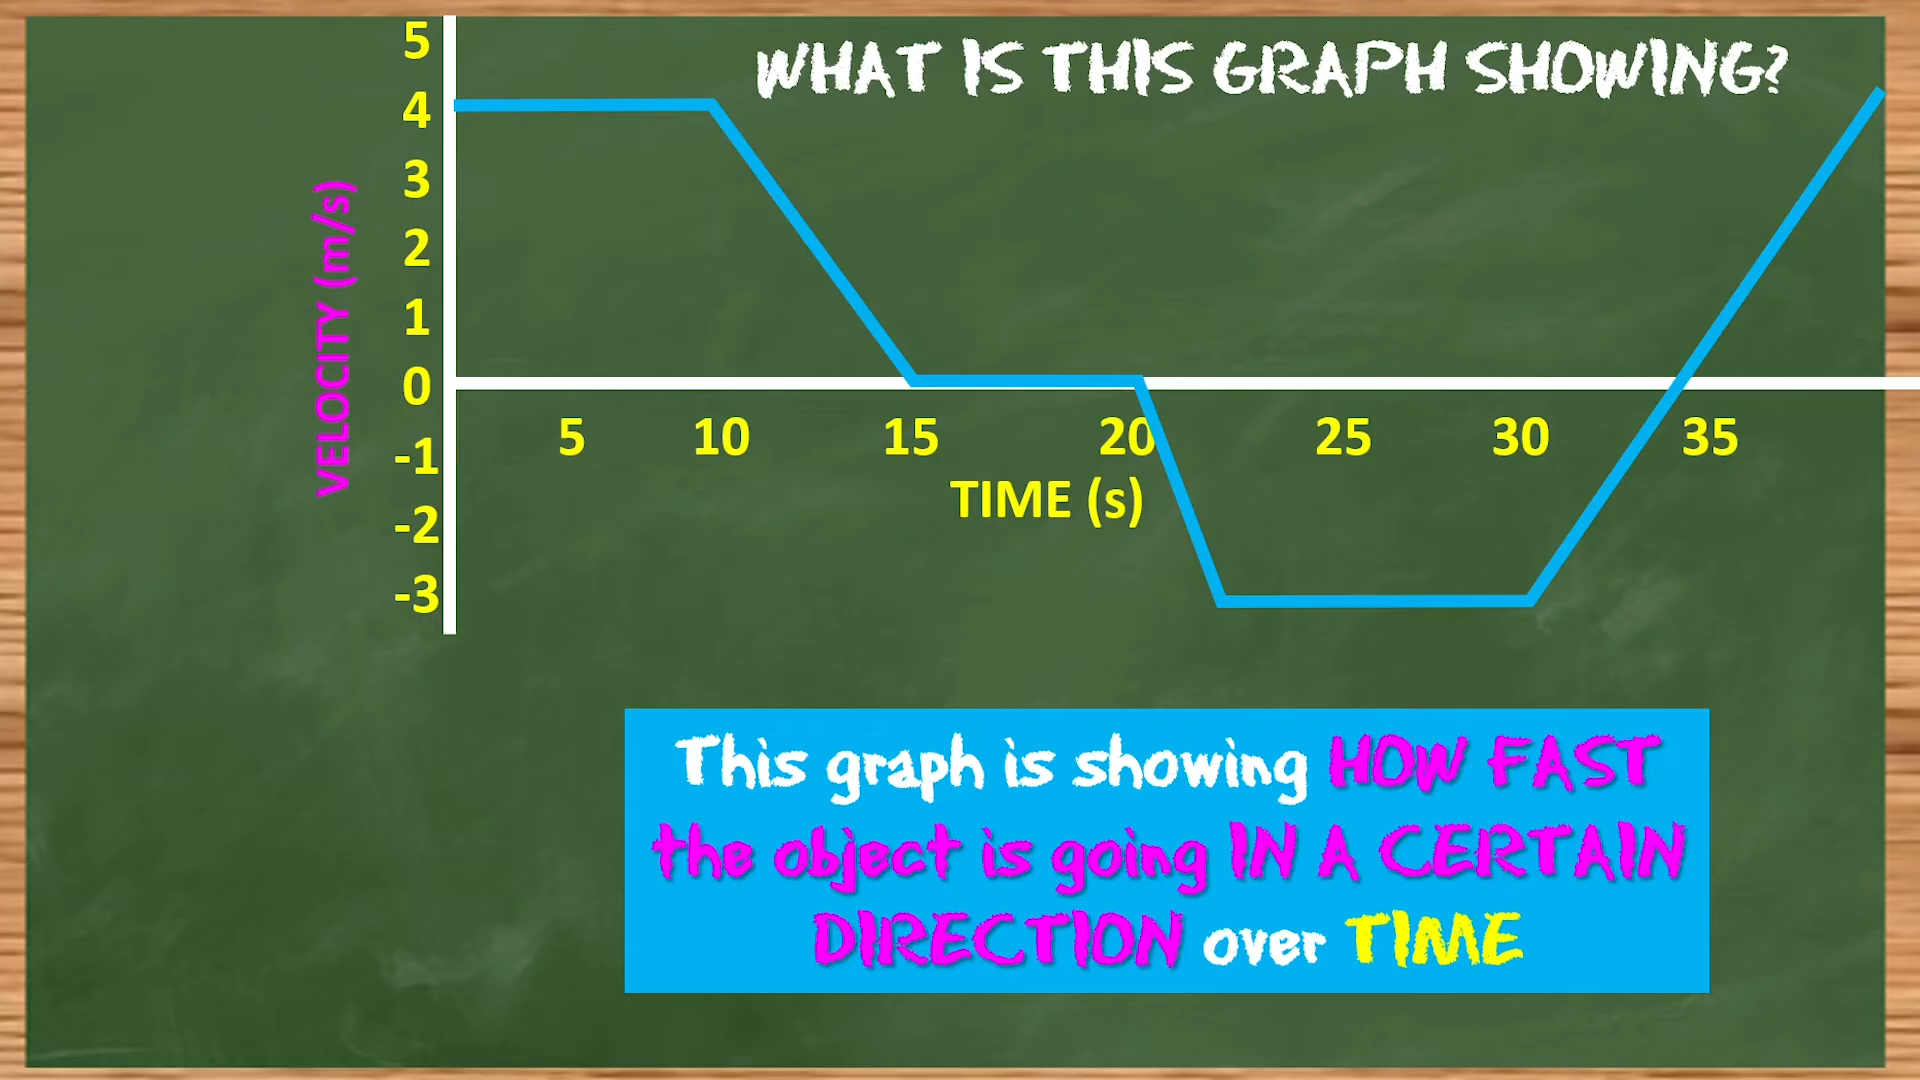 WHAT IS THIS GRAPH SHOWING?
5
4
3
2
1
0
-1
-2
-3
VELOCITY (m/s)
5 10 15 20 25 30 35
TIME (s)
This graph is showing HOW FAST
the object is going IN A CERTAIN
DIRECTION over TIME